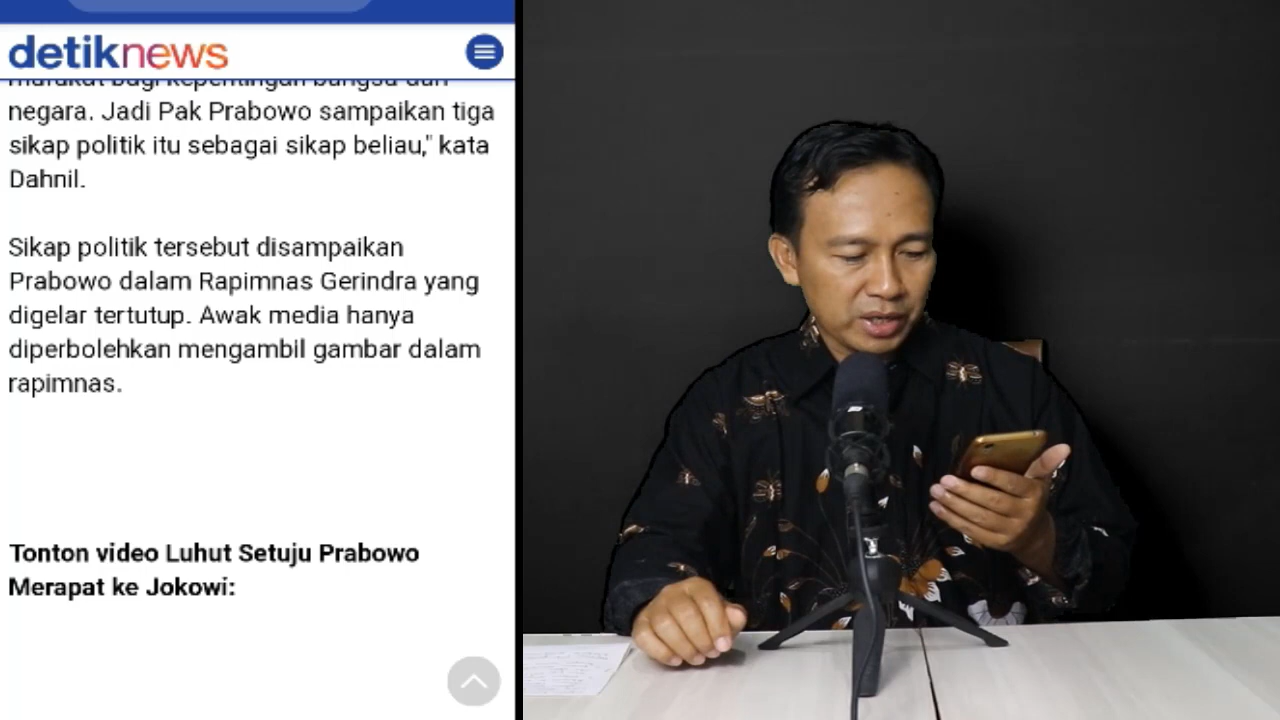 detiknews
negara. Jadi Pak Prabowo sampaikan tiga
sikap politik itu sebagai sikap beliau," kata
Dahnil.
Sikap politik tersebut disampaikan
Prabowo dalam Rapimnas Gerindra yang
digelar tertutup. Awak media hanya
diperbolehkan mengambil gambar dalam
rapimnas.
Tonton video Luhut Setuju Prabowo
Merapat ke Jokowi: